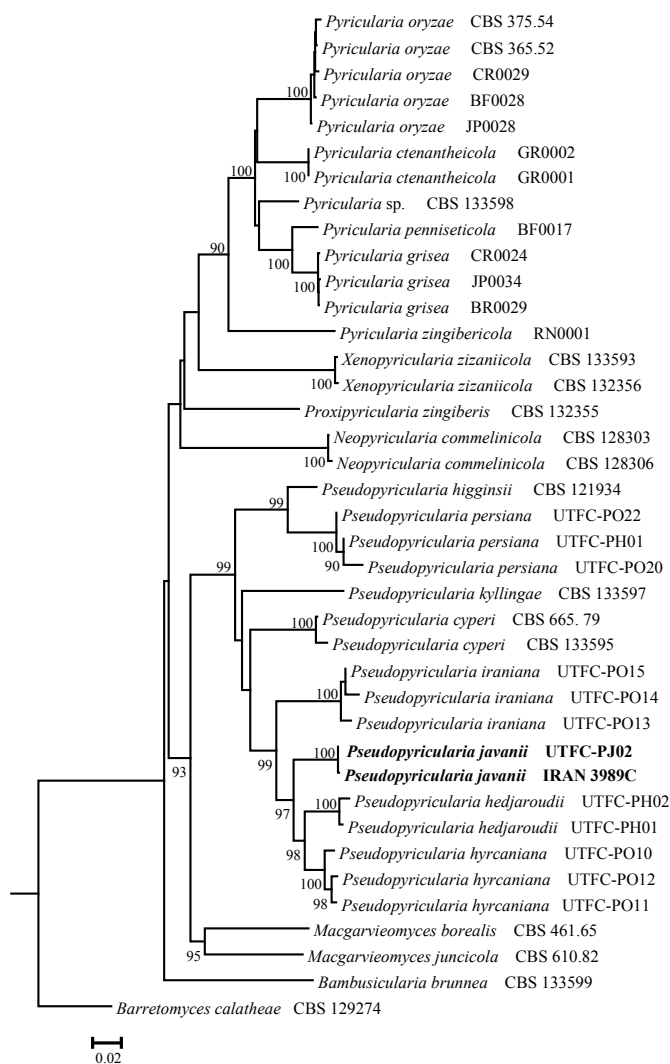 Pyricularia oryzae CBS 375.54
Pyricularia oryzae CBS 365.52
Pyricularia oryzae CR0029
100
Pyricularia oryzae BF0028
Pyricularia oryzae JP0028
Pyricularia ctenantheicola GR0002
100
100
Pyricularia ctenantheicola GR0001
Pyricularia sp. CBS 133598
Pyricularia penniseticola BF0017
90
100
Pyricularia grisea CR0024
Pyricularia grisea JP0034
100
Pyricularia grisea BR0029
Pyricularia zingibericola RN0001
Xenopyricularia zizaniicola CBS 133593
100
Xenopyricularia zizaniicola CBS 132356
Proxipyricularia zingiberis CBS 132355
Neopyricularia commelinicola CBS 128303
100
Neopyricularia commelinicola CBS 128306
Pseudopyricularia higginsii CBS 121934
99
Pseudopyricularia persiana UTFC-PO22
100
Pseudopyricularia persiana UTFC-PH01
99
90
Pseudopyricularia persiana UTFC-PO20
Pseudopyricularia kyllingae CBS 133597
100
Pseudopyricularia cyperi CBS 665. 79
Pseudopyricularia cyperi CBS 133595
Pseudopyricularia iraniana UTFC-PO15
100
Pseudopyricularia iraniana UTFC-PO14
Pseudopyricularia iraniana UTFC-PO13
100
Pseudopyricularia javanii UTFC-PJ02
99
93
Pseudopyricularia javanii IRAN 3989C
100
Pseudopyricularia hedjaroudii UTFC-PH02
97
Pseudopyricularia hedjaroudii UTFC-PH01
98
Pseudopyricularia hyrcaniana UTFC-PO10
100
Pseudopyricularia hyrcaniana UTFC-PO12
98
Pseudopyricularia hyrcaniana UTFC-PO11
Macgarvieomyces borealis CBS 461.65
95
Macgarvieomyces juncicola CBS 610.82
Bambusicularia brunnea CBS 133599
Barretomyces calatheae CBS 129274
0.02